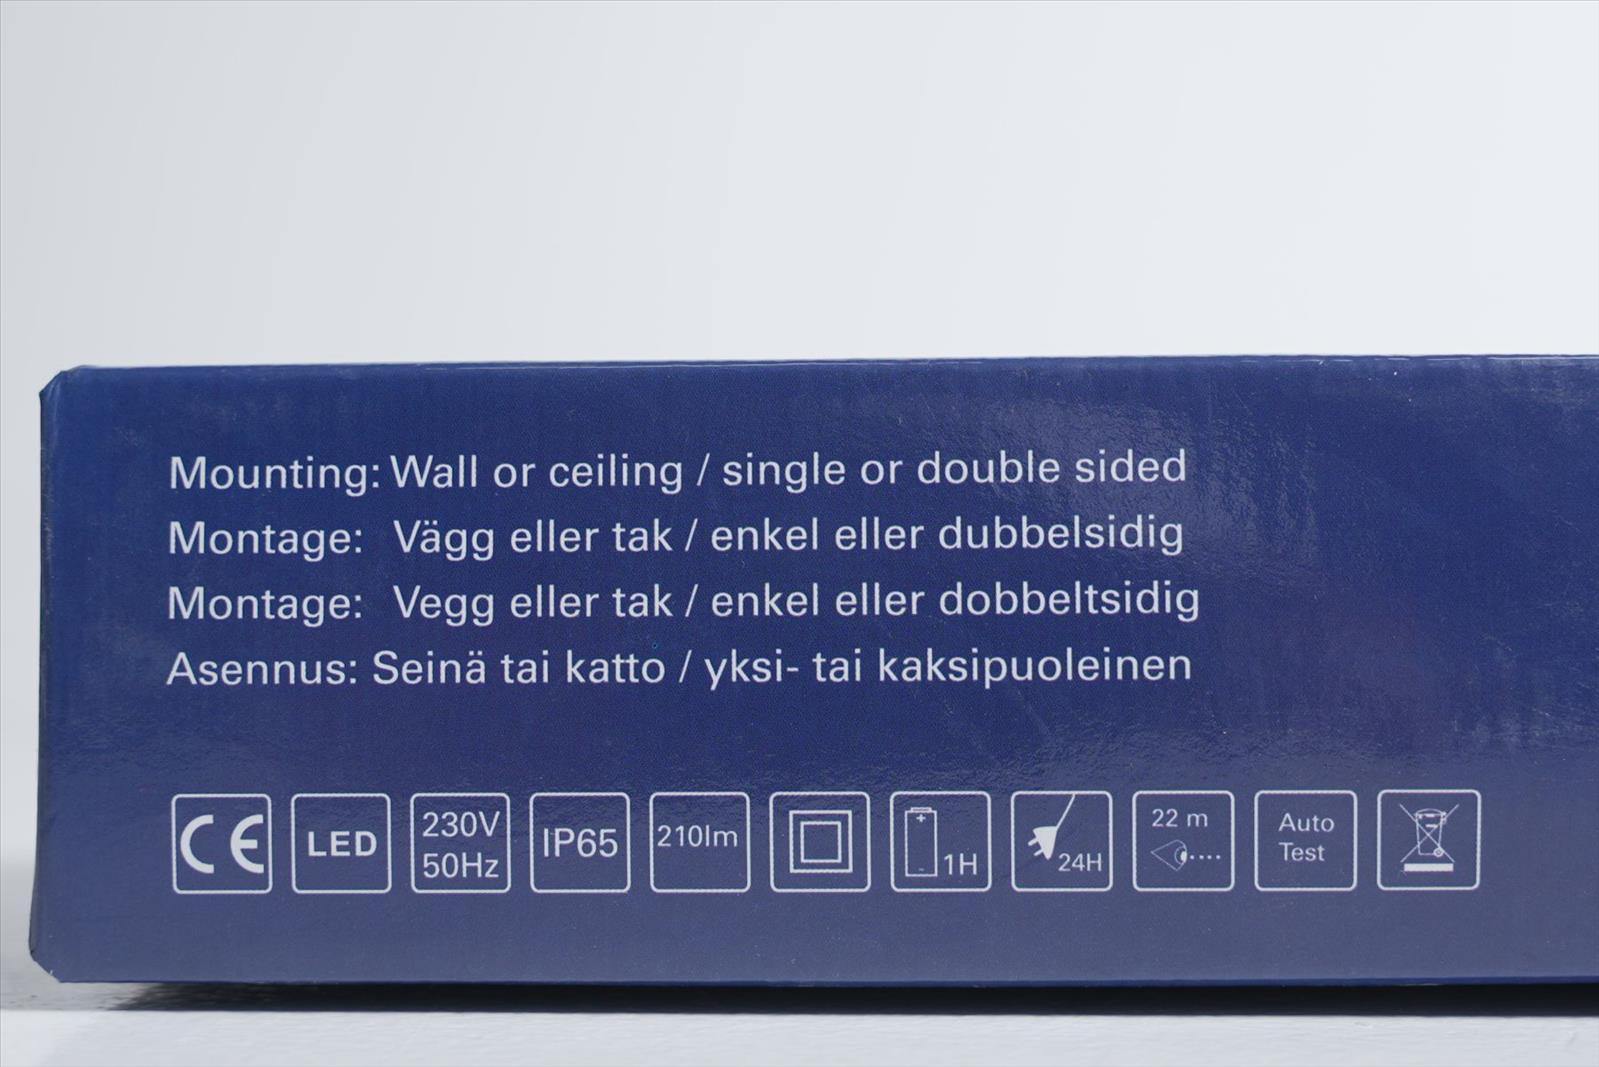 Mounting: Wall or ceiling / single or double sided
Montage: Vägg eller tak / enkel eller dubbelsidig
Montage: Vegg eller tak / enkel eller dobbeltsidig
Asennus: Seinä tai katto / yksi- tai kaksipuoleinen
CE
LED
230V
50Hz
IP65
210lm
1H
24H
22 m
Auto
Test